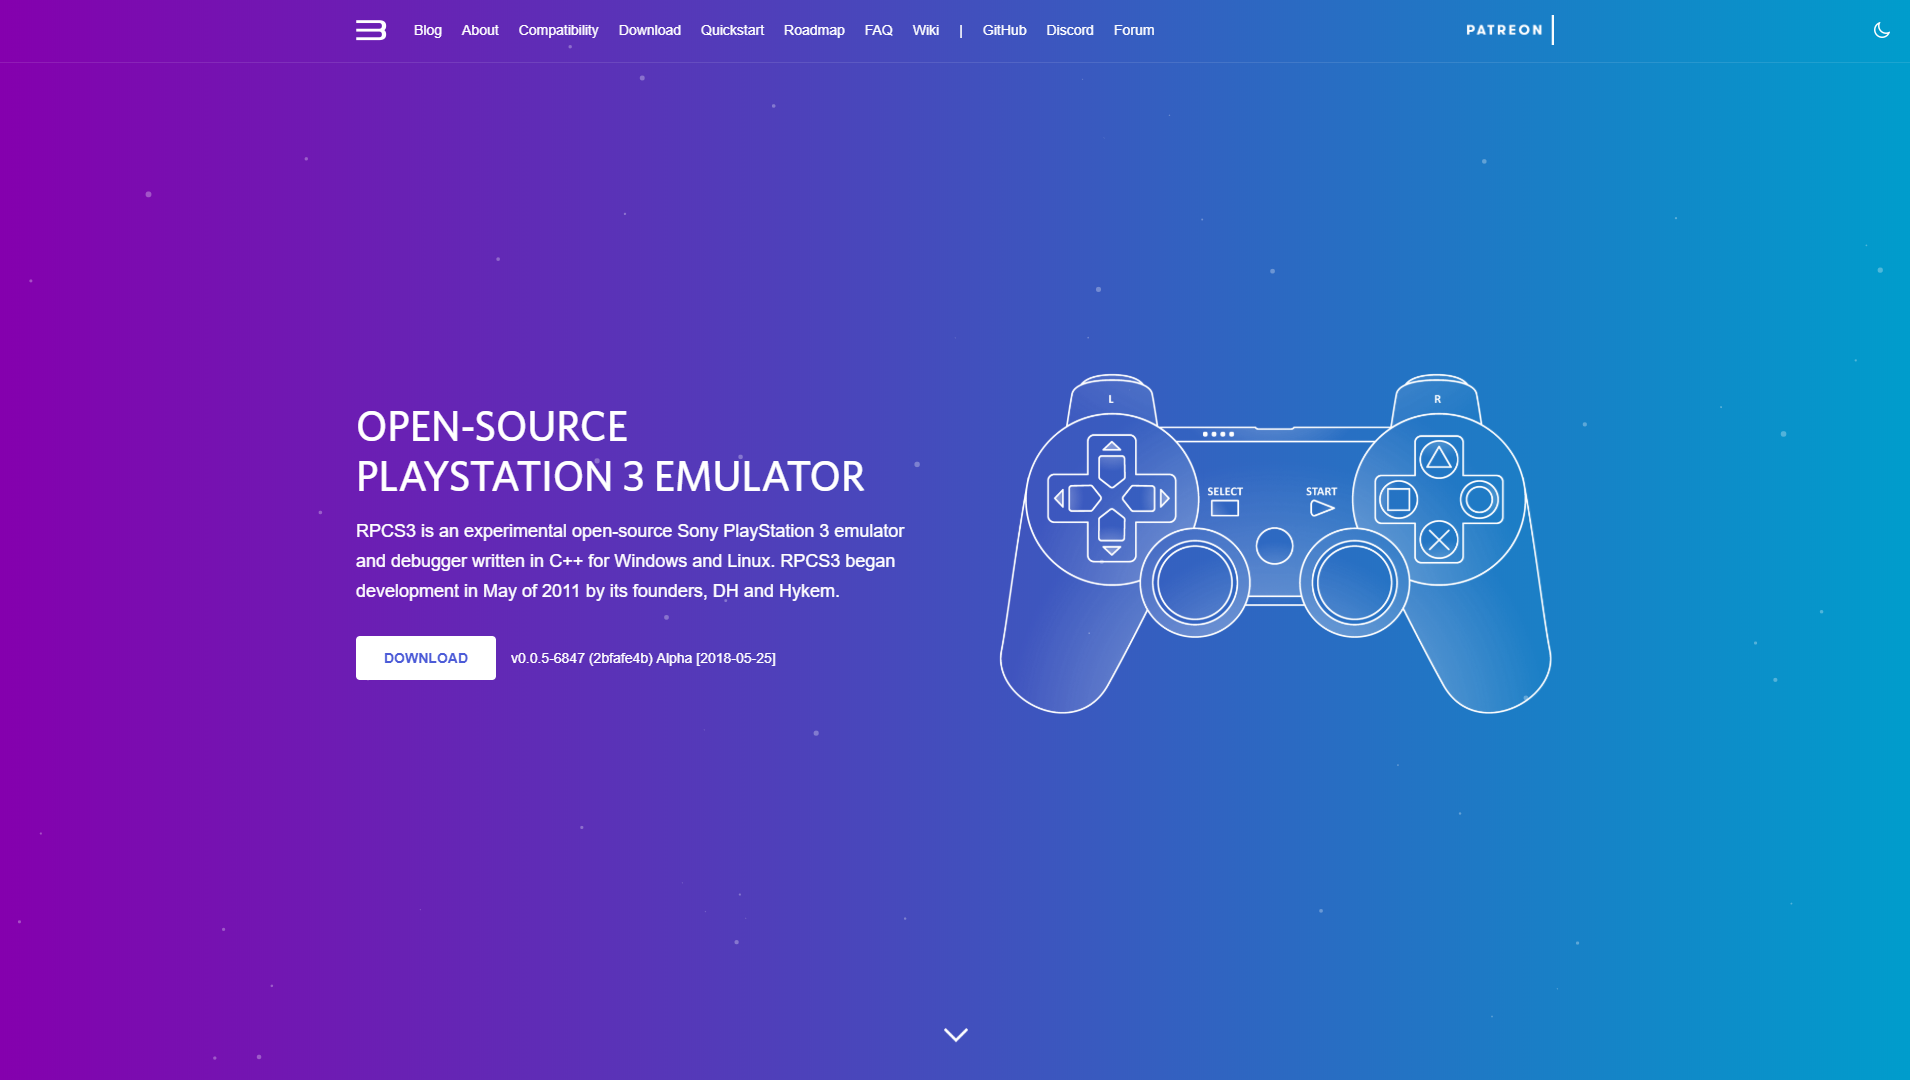 Blog About Compatibility Download Quickstart Roadmap FAQ Wiki | GitHub Discord Forum PATREON
L R
OPEN-SOURCE
PLAYSTATION 3 EMULATOR
SELECT START
RPCS3 is an experimental open-source Sony PlayStation 3 emulator
and debugger written in C++ for Windows and Linux. RPCS3 began
development in May of 2011 by its founders, DH and Hykem.
DOWNLOAD v0.0.5-6847 (2bfafe4b) Alpha [2018-05-25]